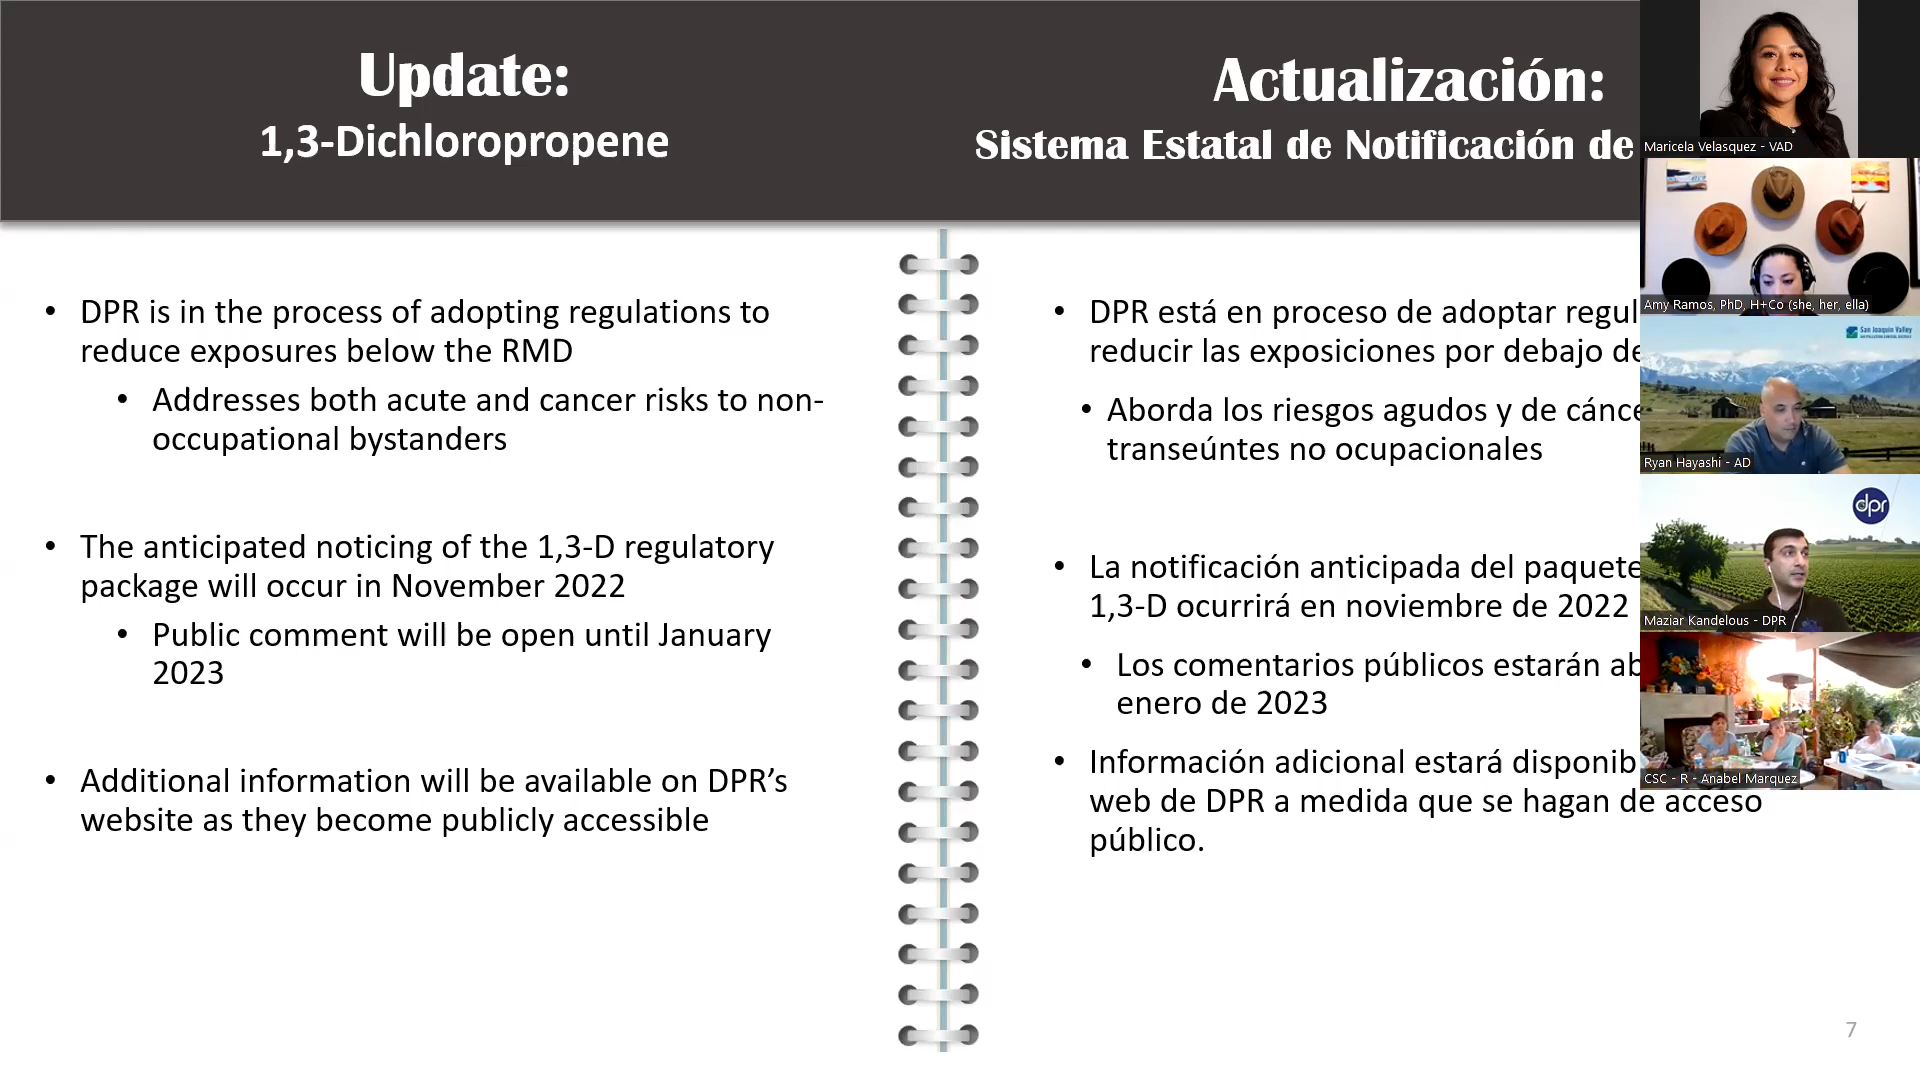 Update:
1,3-Dichloropropene
• DPR is in the process of adopting regulations to
reduce exposures below the RMD
• Addresses both acute and cancer risks to non-
occupational bystanders
• The anticipated noticing of the 1,3-D regulatory
package will occur in November 2022
• Public comment will be open until January
2023
• Additional information will be available on DPR’s
website as they become publicly accessible
Actualización:
Sistema Estatal de Notificación de
• DPR está en proceso de adoptar
reducir las exposiciones por debajo
• Aborda los riesgos agudos y de
transeúntes no ocupacionales
• La notificación anticipada del paquete
1,3-D ocurrirá en noviembre de 2022
• Los comentarios públicos estarán
enero de 2023
• Información adicional estará
web de DPR a medida que se hagan de acceso
público.
7
Maricela Velasquez - VAD
Amy Ramos, PhD, H+Co (she, her, ella)
San Joaquin Valley
Ryan Hayashi - AD
dpr
Maziar Kandelous - DPR
CSC - R - Anabel Marquez